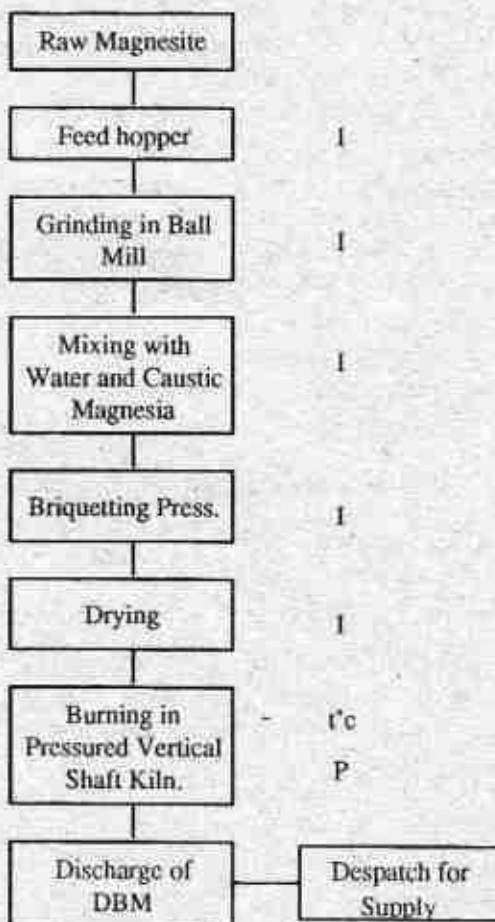 Raw Magnesite
Feed hopper I
Grinding in Ball
Mill
I
Mixing with
Water and Caustic
Magnesia
I
Briquetting Press.
I
Drying
I
Burning in
Pressured Vertical
Shaft Kiln.
- t°c
P
Discharge of
DBM
Despatch for
Supply